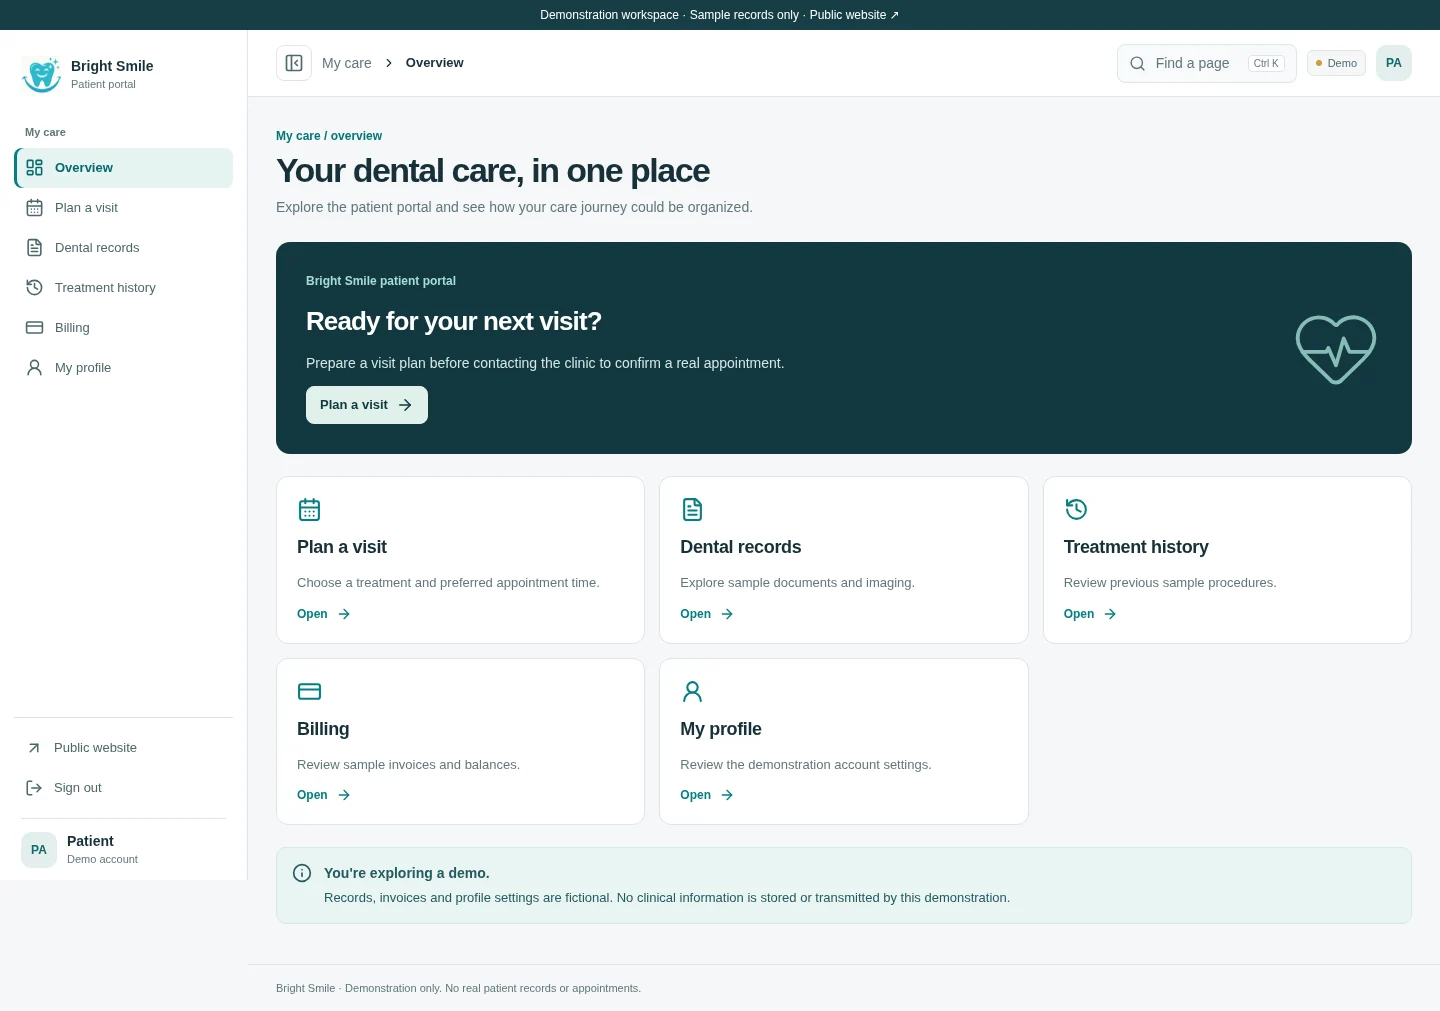 Demonstration workspace · Sample records only · Public website ↗
Bright Smile
Patient portal
My care
Overview
Plan a visit
Dental records
Treatment history
Billing
My profile
Public website
Sign out
PA
Patient
Demo account
My care > Overview
Find a page
Ctrl K
Demo
PA
My care / overview
Your dental care, in one place
Explore the patient portal and see how your care journey could be organized.
Bright Smile patient portal
Ready for your next visit?
Prepare a visit plan before contacting the clinic to confirm a real appointment.
Plan a visit →
Plan a visit
Choose a treatment and preferred appointment time.
Open →
Dental records
Explore sample documents and imaging.
Open →
Treatment history
Review previous sample procedures.
Open →
Billing
Review sample invoices and balances.
Open →
My profile
Review the demonstration account settings.
Open →
You're exploring a demo.
Records, invoices and profile settings are fictional. No clinical information is stored or transmitted by this demonstration.
Bright Smile · Demonstration only. No real patient records or appointments.